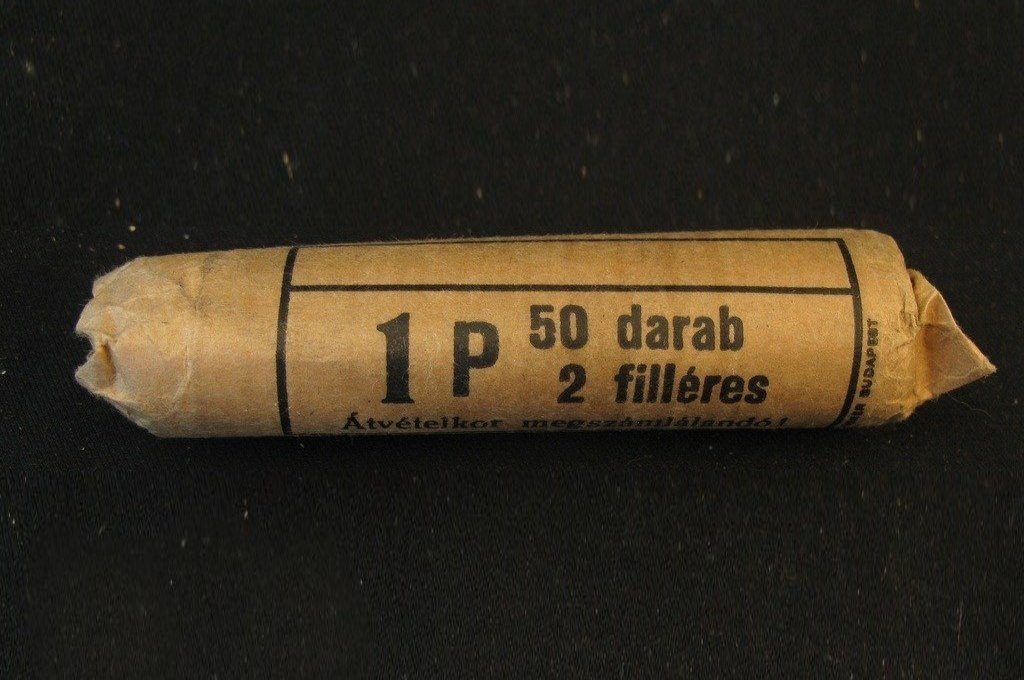 1 P
50 darab
2 filléres
Átvételkor megszámlálandó!
BUDAPEST